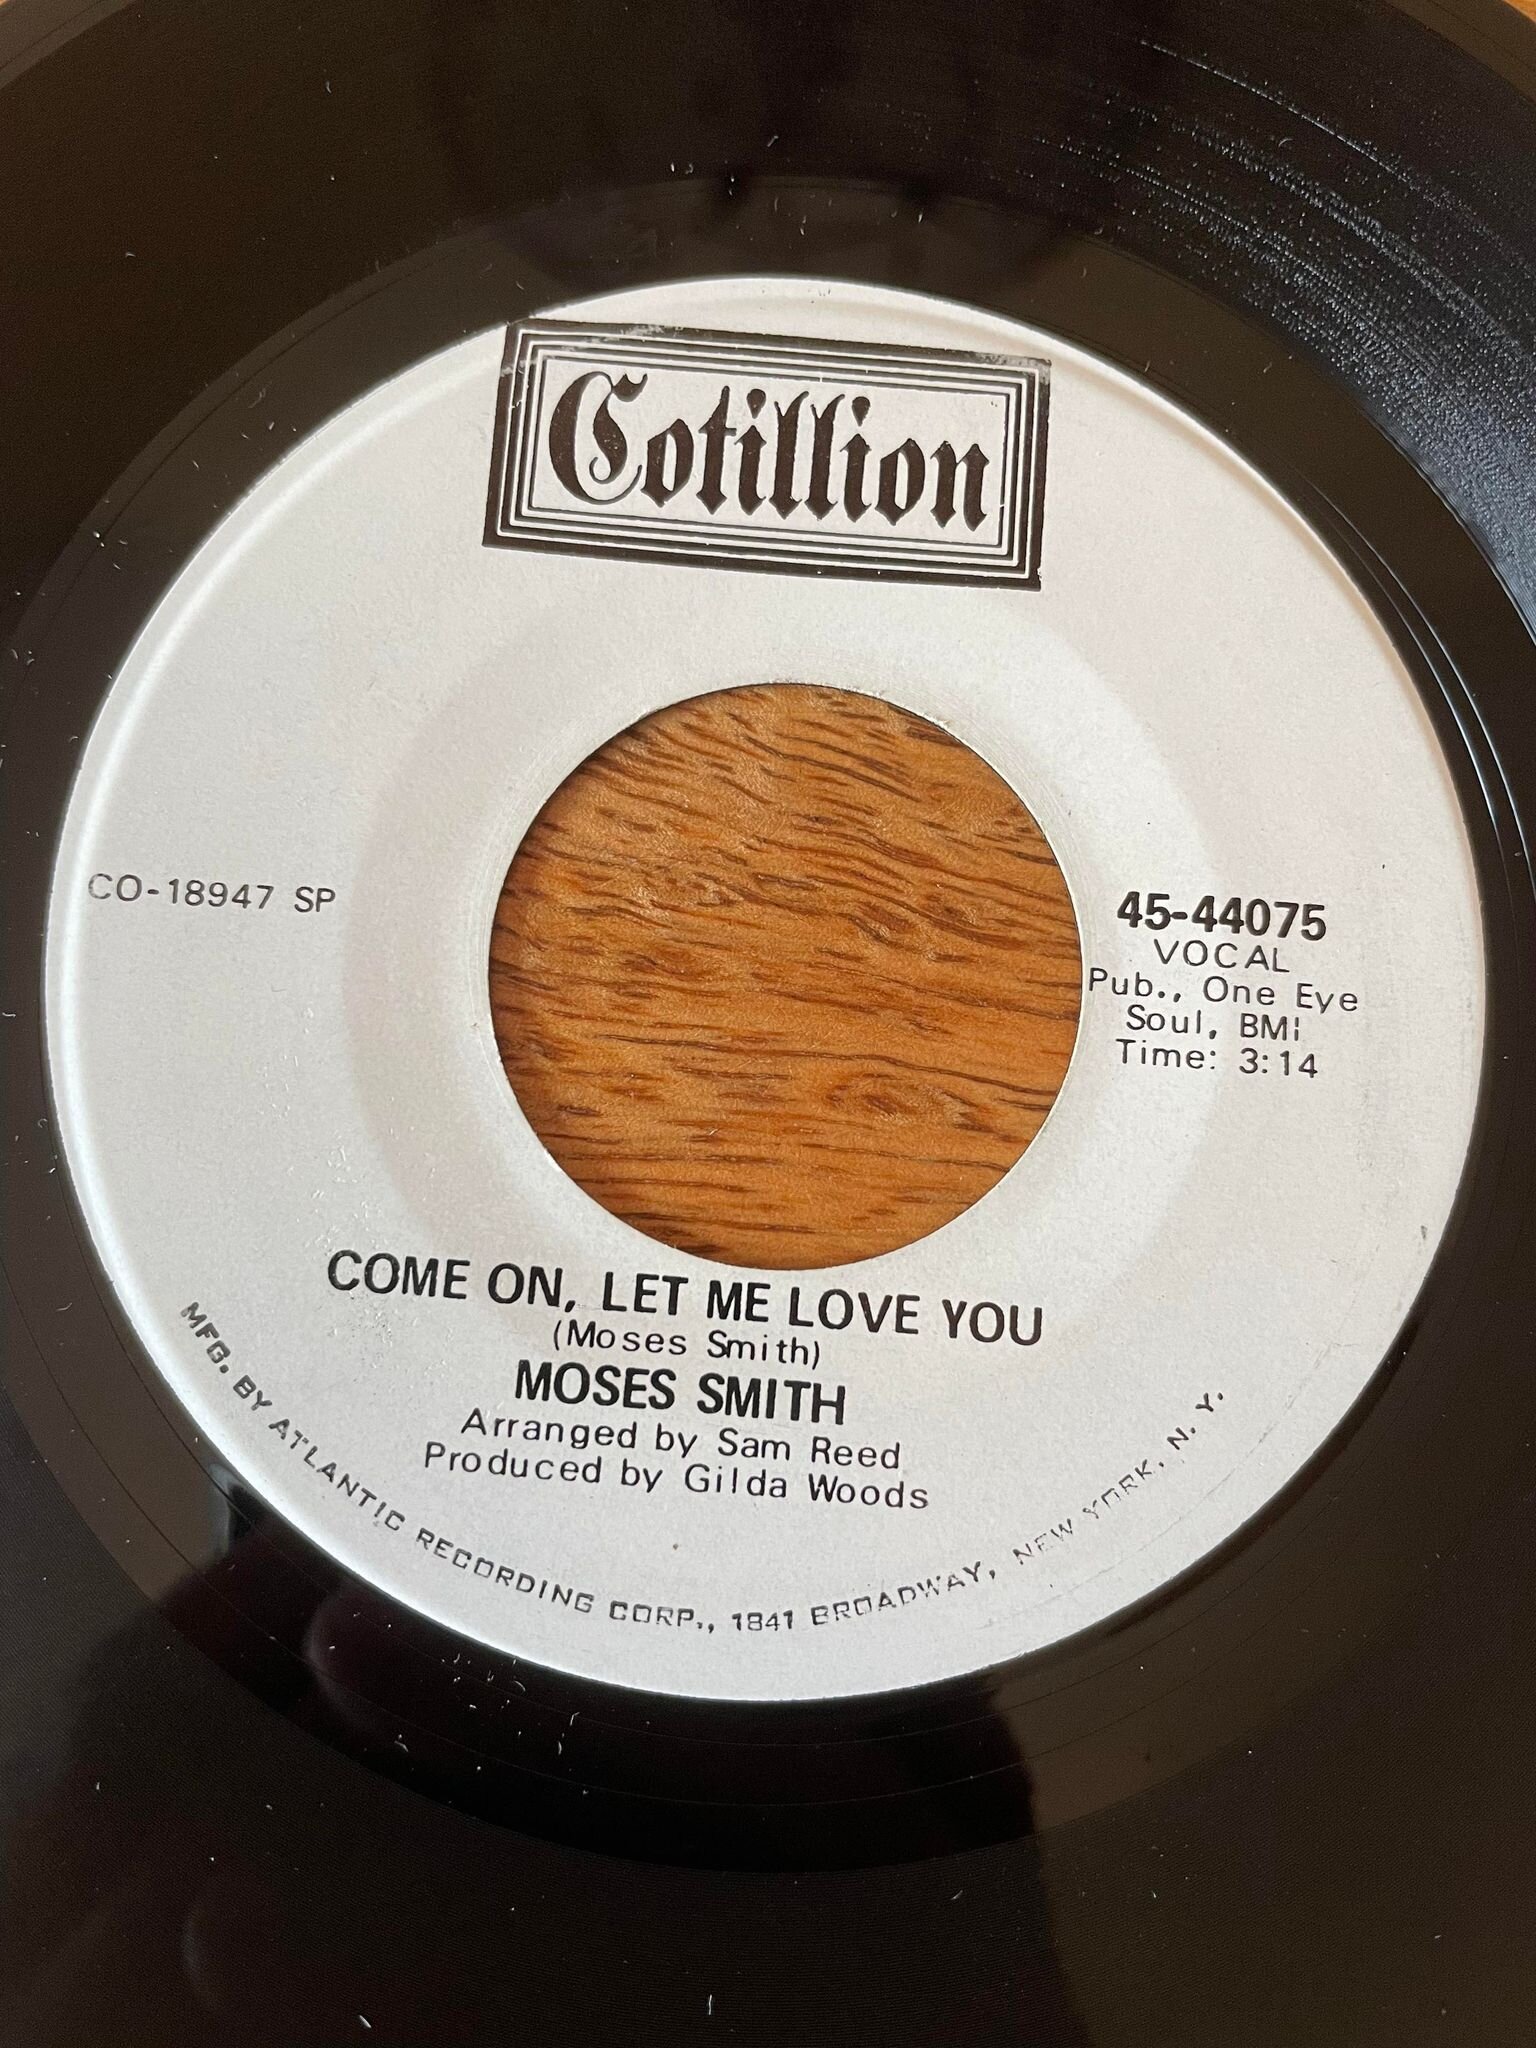 Cotillion
CO-18947 SP
45-44075
VOCAL
Pub., One Eye
Soul, BMI
Time: 3:14
COME ON, LET ME LOVE YOU
(Moses Smith)
MOSES SMITH
Arranged by Sam Reed
Produced by Gilda Woods
MFG. BY ATLANTIC RECORDING CORP., 1841 BROADWAY, NEW YORK, N. Y.